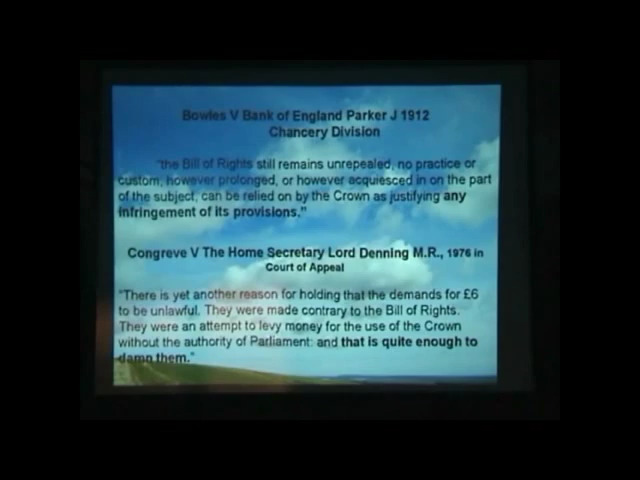 Bowles V Bank of England Parker J 1912
Chancery Division
"the Bill of Rights still remains unrepealed, no practice or
custom, however prolonged, or however acquiesced in on the part
of the subject, can be relied on by the Crown as justifying any
infringement of its provisions."
Congreve V The Home Secretary Lord Denning M.R., 1976 in
Court of Appeal
"There is yet another reason for holding that the demands for £6
to be unlawful. They were made contrary to the Bill of Rights.
They were an attempt to levy money for the use of the Crown
without the authority of Parliament: and that is quite enough to
damn them."